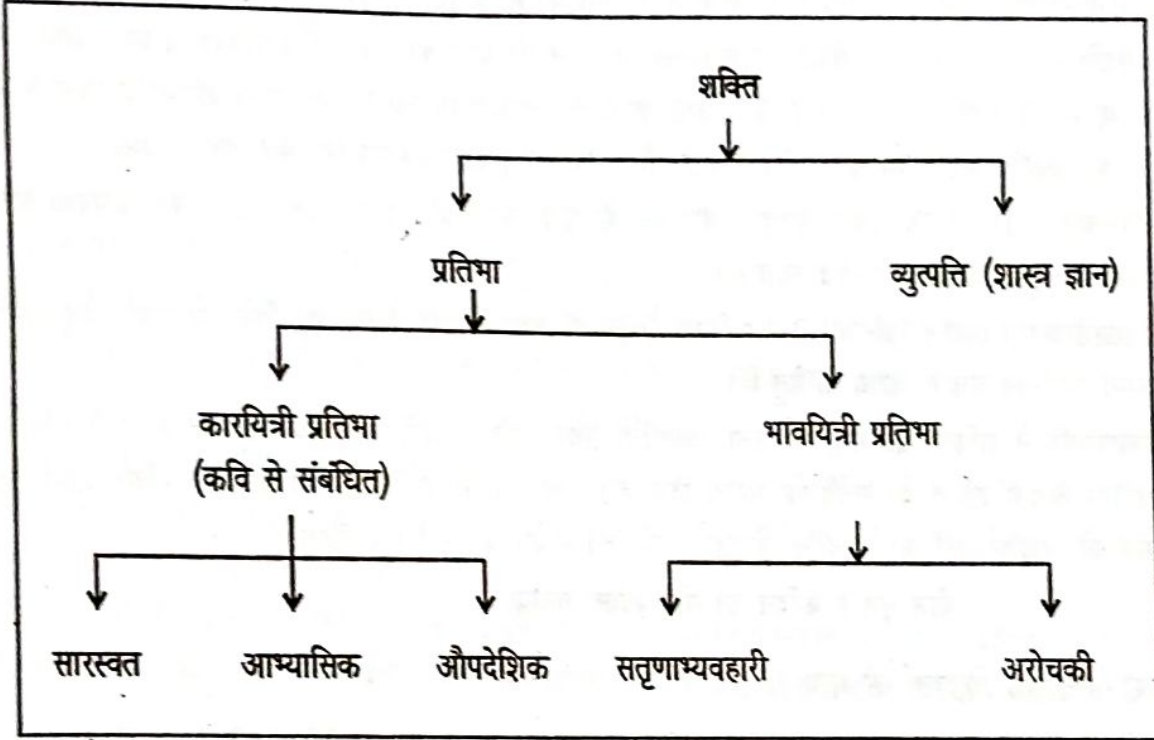 शक्ति
प्रतिभा
व्युत्पत्ति (शास्त्र ज्ञान)
कारयित्री प्रतिभा
(कवि से संबंधित)
भावयित्री प्रतिभा
सारस्वत
आभ्यासिक
औपदेशिक
सतृणाभ्यवहारी
अरोचकी